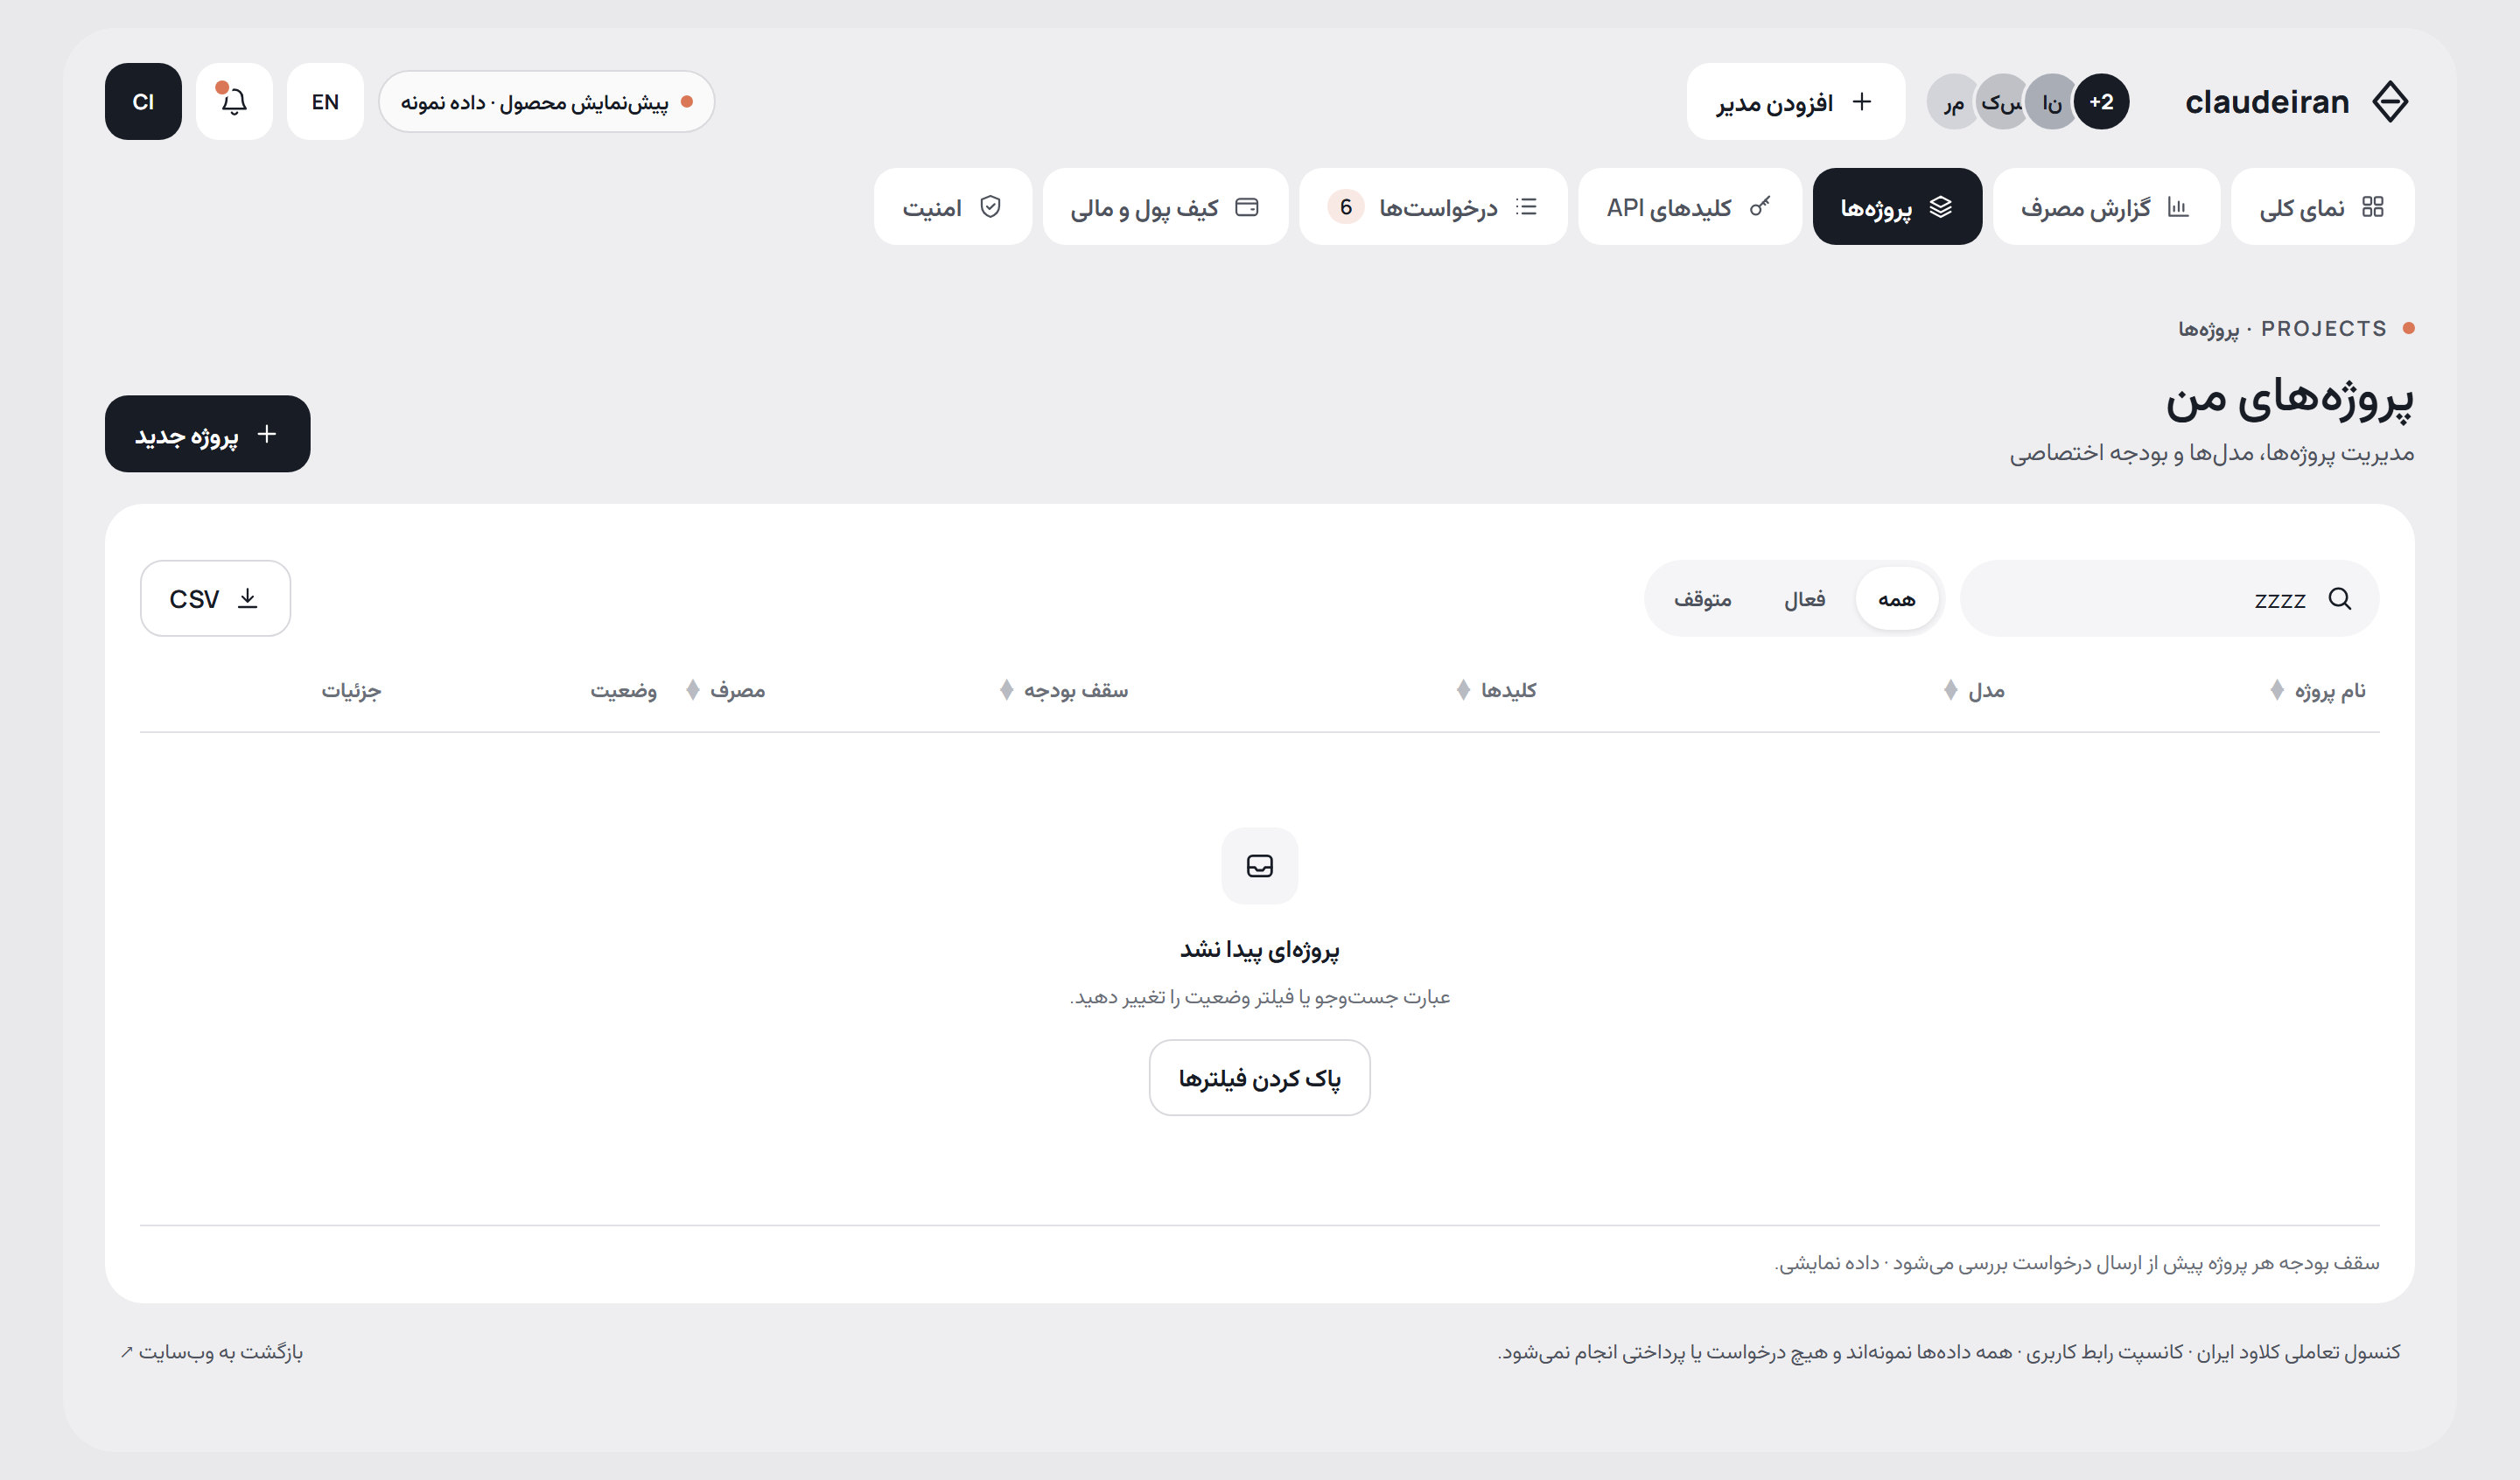 claudeiran
+2
نا
سک
مر
افزودن مدیر
پیش‌نمایش محصول · داده نمونه
EN
CI
نمای کلی
گزارش مصرف
پروژه‌ها
کلیدهای API
درخواست‌ها 6
کیف پول و مالی
امنیت
PROJECTS · پروژه‌ها
پروژه‌های من
مدیریت پروژه‌ها، مدل‌ها و بودجه اختصاصی
پروژه جدید
zzzz
همه
فعال
متوقف
CSV
نام پروژه
مدل
کلیدها
سقف بودجه
مصرف
وضعیت
جزئیات
پروژه‌ای پیدا نشد
عبارت جست‌وجو یا فیلتر وضعیت را تغییر دهید.
پاک کردن فیلترها
سقف بودجه هر پروژه پیش از ارسال درخواست بررسی می‌شود · داده نمایشی.
کنسول تعاملی کلاود ایران · کانسپت رابط کاربری · همه داده‌ها نمونه‌اند و هیچ درخواست یا پرداختی انجام نمی‌شود.
بازگشت به وب‌سایت ↗